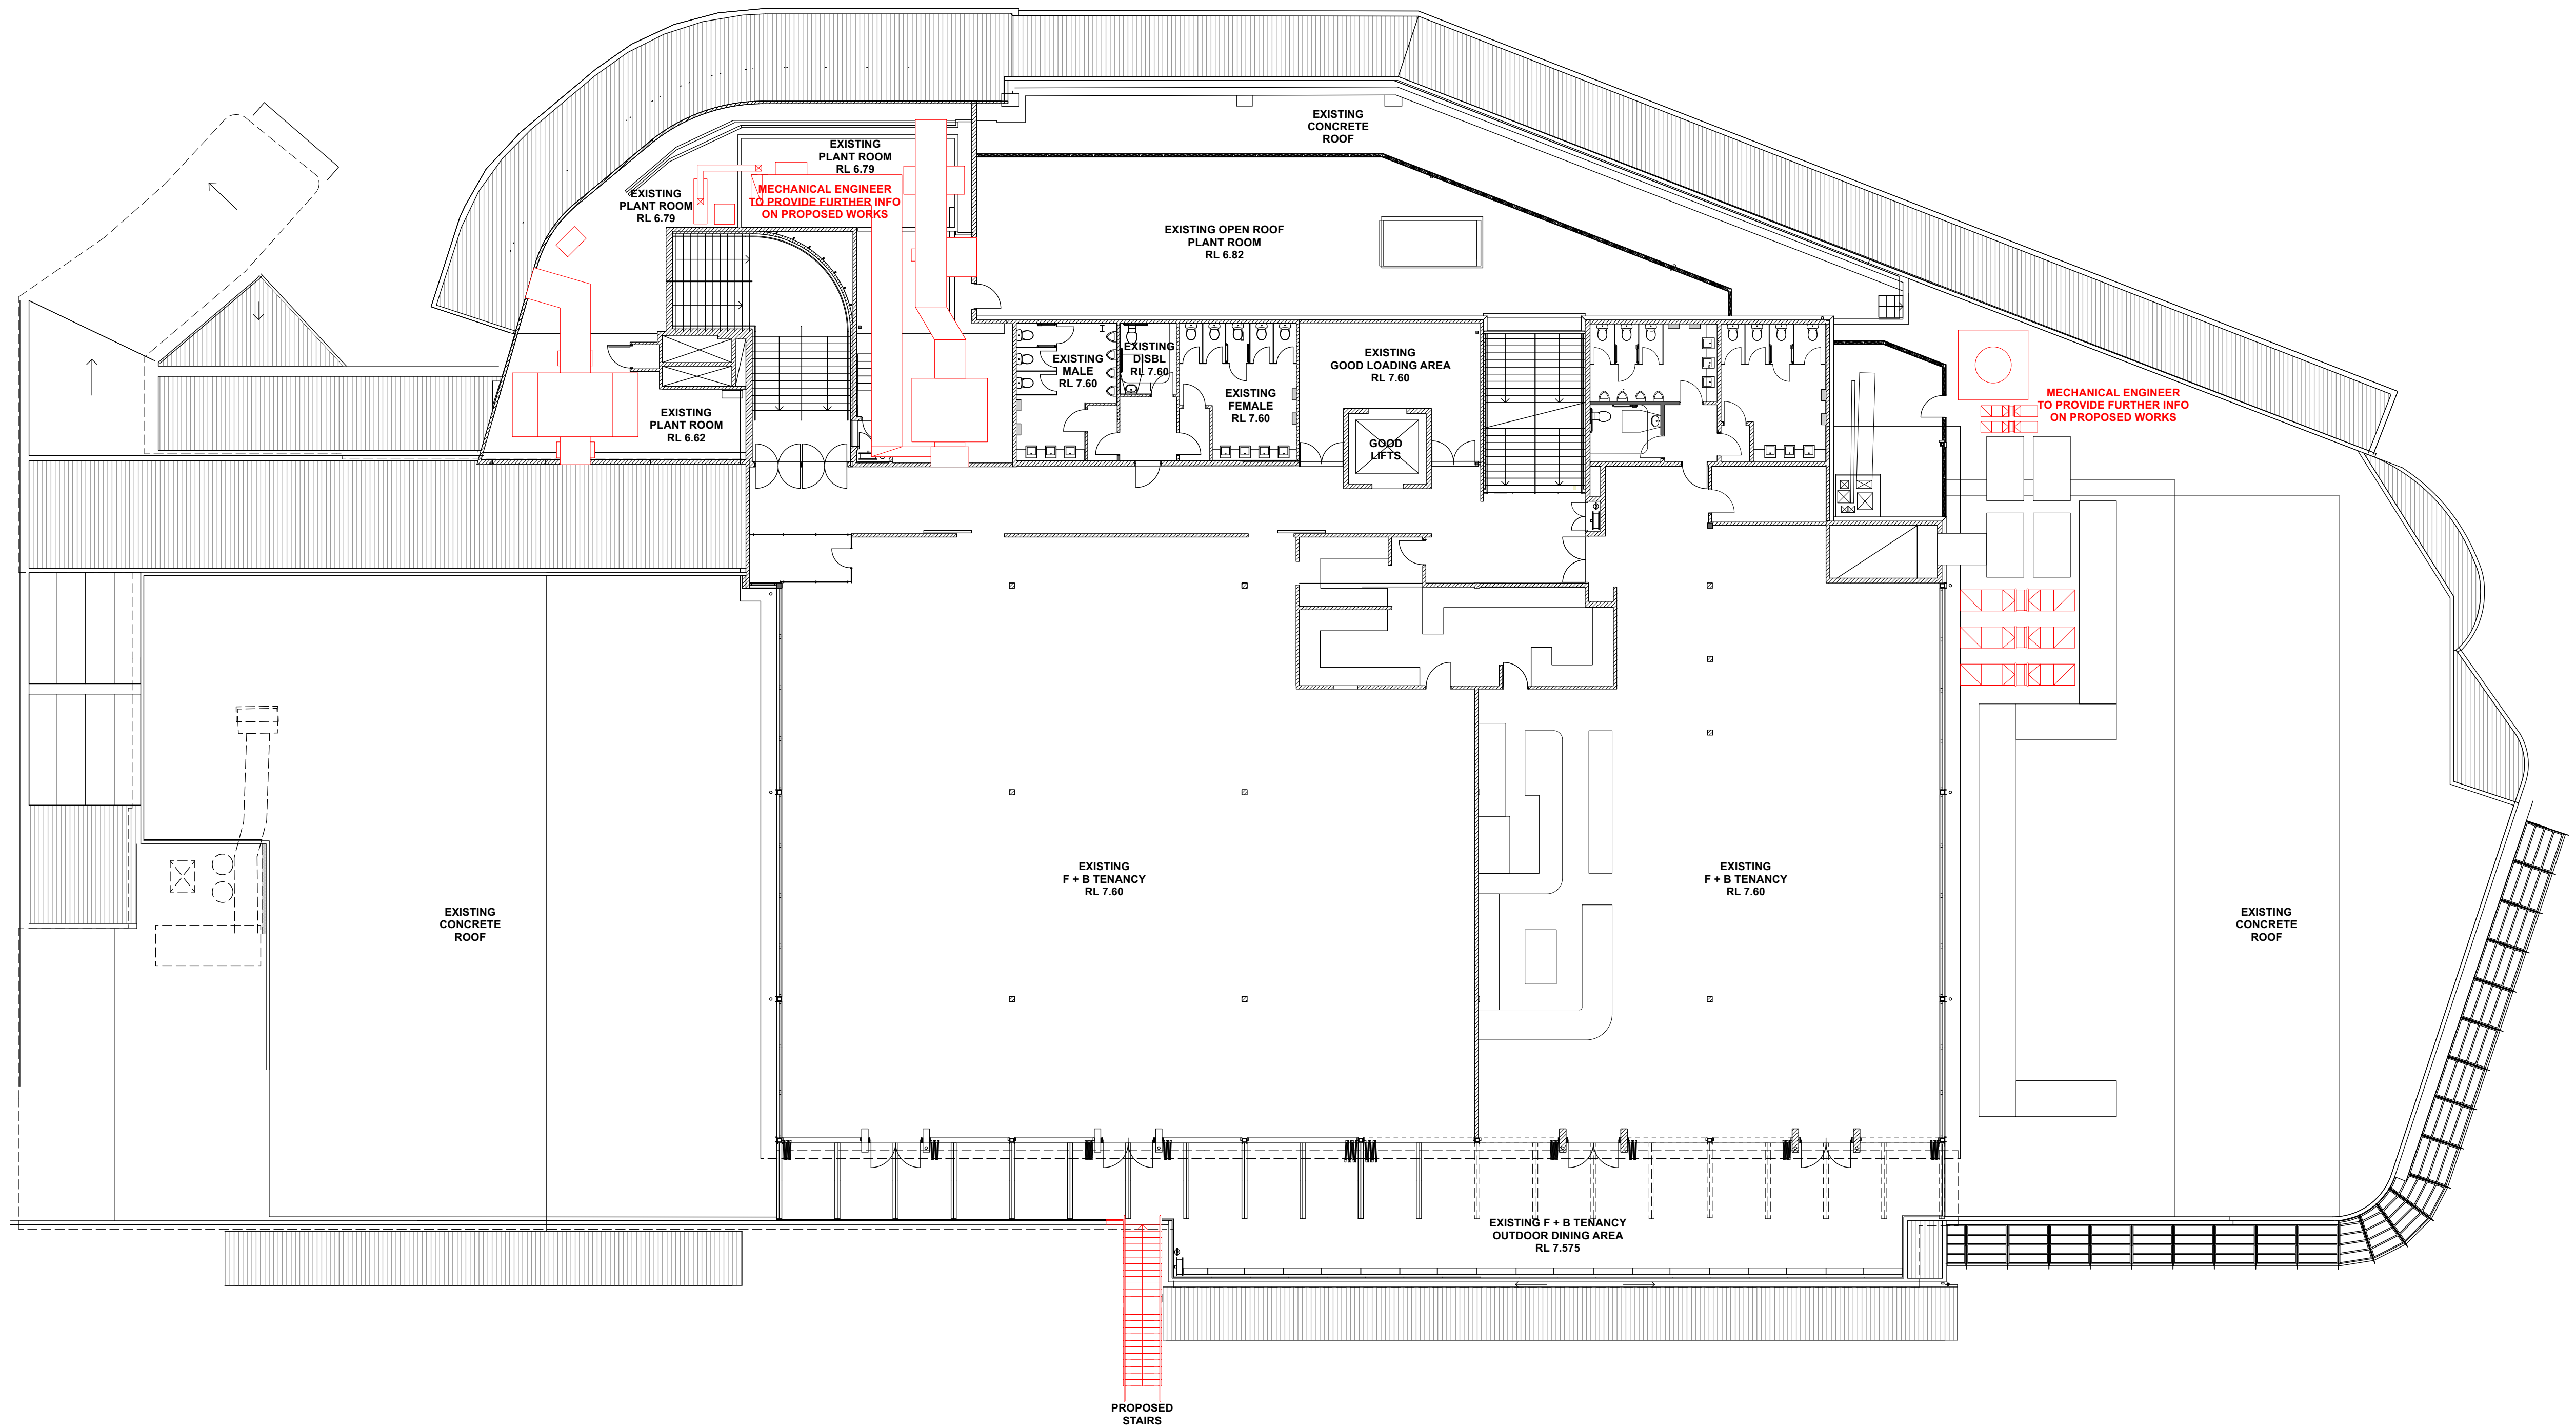 EXISTING
CONCRETE
ROOF
EXISTING
PLANT ROOM
RL 6.79
EXISTING
PLANT ROOM
RL 6.79
MECHANICAL ENGINEER
TO PROVIDE FURTHER INFO
ON PROPOSED WORKS
EXISTING OPEN ROOF
PLANT ROOM
RL 6.82
EXISTING
MALE
RL 7.60
EXISTING
DISBL
RL 7.60
EXISTING
FEMALE
RL 7.60
EXISTING
GOOD LOADING AREA
RL 7.60
GOOD
LIFTS
EXISTING
PLANT ROOM
RL 6.62
MECHANICAL ENGINEER
TO PROVIDE FURTHER INFO
ON PROPOSED WORKS
EXISTING
CONCRETE
ROOF
EXISTING
F + B TENANCY
RL 7.60
EXISTING
F + B TENANCY
RL 7.60
EXISTING
CONCRETE
ROOF
EXISTING F + B TENANCY
OUTDOOR DINING AREA
RL 7.575
PROPOSED
STAIRS